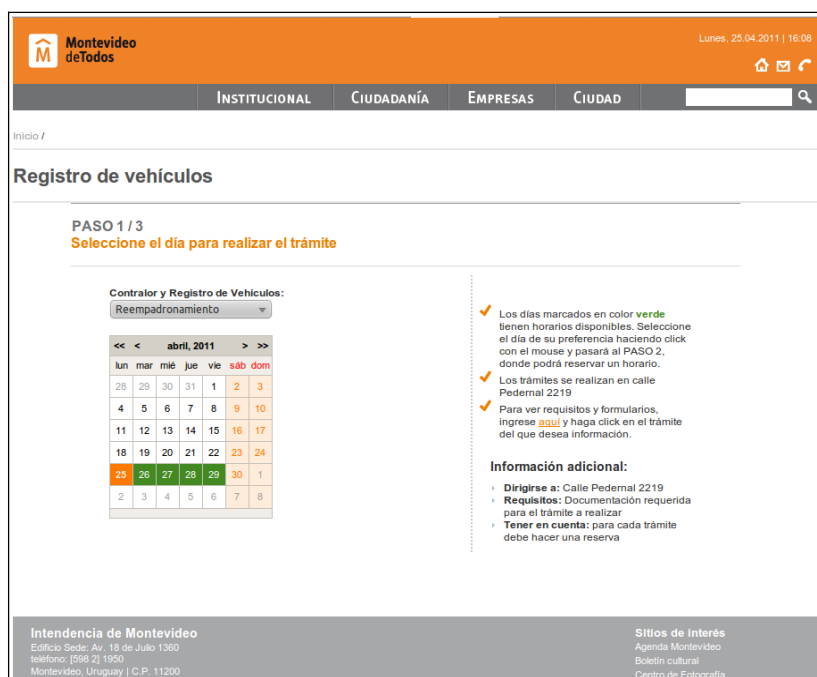 Montevideo
deTodos
Lunes, 25.04.2011 | 16:08
Institucional Ciudadanía Empresas Ciudad
Inicio /
Registro de vehículos
PASO 1 / 3
Seleccione el día para realizar el trámite
Contralor y Registro de Vehículos:
Reempadronamiento
<< < abril, 2011 > >>
lun mar mié jue vie sáb dom
28 29 30 31 1 2 3
4 5 6 7 8 9 10
11 12 13 14 15 16 17
18 19 20 21 22 23 24
25 26 27 28 29 30 1
2 3 4 5 6 7 8
Los días marcados en color verde
tienen horarios disponibles. Seleccione
el día de su preferencia haciendo click
con el mouse y pasará al PASO 2,
donde podrá reservar un horario.
Los trámites se realizan en calle
Pedernal 2219
Para ver requisitos y formularios,
ingrese aquí y haga click en el trámite
del que desea información.
Información adicional:
Dirigirse a: Calle Pedernal 2219
Requisitos: Documentación requerida
para el trámite a realizar
Tener en cuenta: para cada trámite
debe hacer una reserva
Intendencia de Montevideo
Edificio Sede: Av. 18 de Julio 1360
teléfono: [598 2] 1950
Montevideo, Uruguay | C.P. 11200
Sitios de interés
Agenda Montevideo
Boletín cultural
Centro de Fotografía